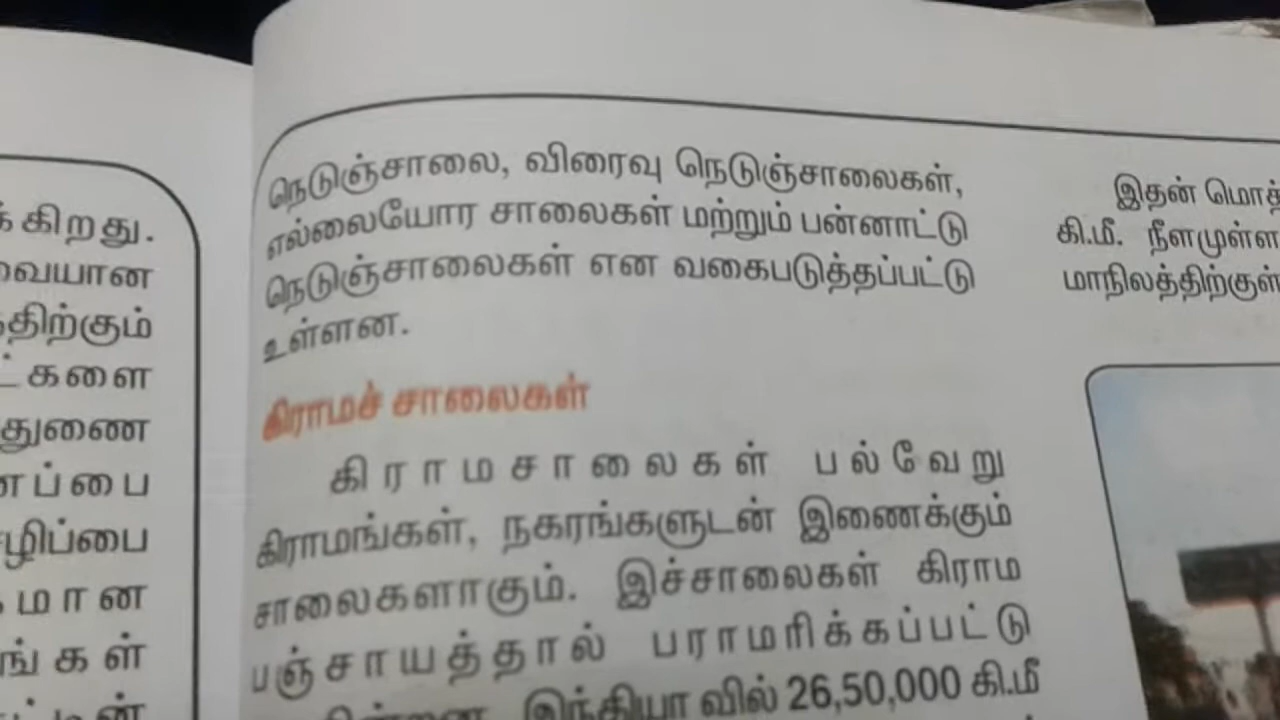 க்கிறது.
வையான
த்திற்கும்
ட்களை
துணை
னப்பை
ழிப்பை
மான
ங்கள்
நெடுஞ்சாலை, விரைவு நெடுஞ்சாலைகள்,
எல்லையோர சாலைகள் மற்றும் பன்னாட்டு
நெடுஞ்சாலைகள் என வகைபடுத்தப்பட்டு
உள்ளன.
கிராமச் சாலைகள்
கிராமசாலைகள் பல்வேறு
கிராமங்கள், நகரங்களுடன் இணைக்கும்
சாலைகளாகும். இச்சாலைகள் கிராம
பஞ்சாயத்தால் பராமரிக்கப்பட்டு
இந்தியாவில் 26,50,000 கி.மீ
இதன் மொத்
கி.மீ. நீளமுள்ள
மாநிலத்திற்குள்